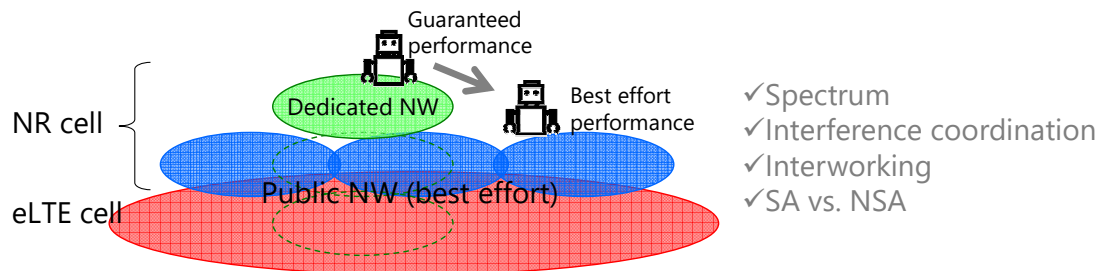 Guaranteed
performance
Dedicated NW
Best effort
performance
NR cell
Public NW (best effort)
eLTE cell
✓Spectrum
✓Interference coordination
✓Interworking
✓SA vs. NSA